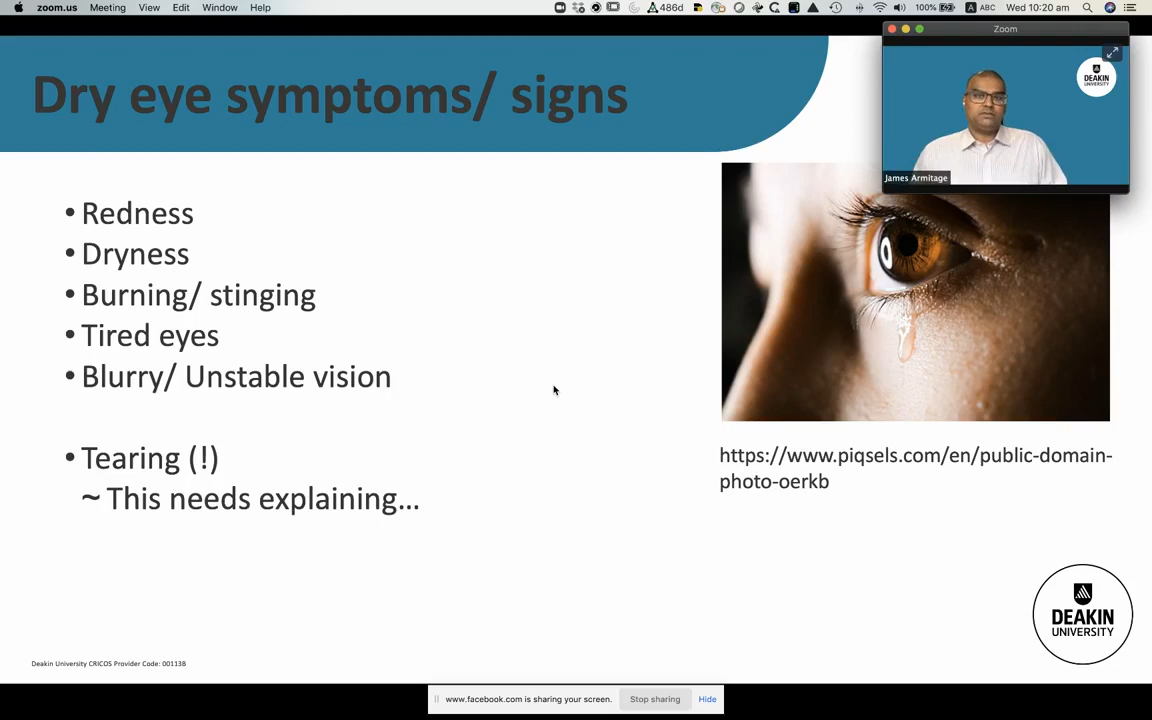 zoom.us Meeting View Edit Window Help
486d 100% A ABC Wed 10:20 am
Zoom
DEAKIN
UNIVERSITY
James Armitage
Dry eye symptoms/ signs
• Redness
• Dryness
• Burning/ stinging
• Tired eyes
• Blurry/ Unstable vision
• Tearing (!)
~ This needs explaining...
https://www.piqsels.com/en/public-domain-
photo-oerkb
DEAKIN
UNIVERSITY
Deakin University CRICOS Provider Code: 00113B
www.facebook.com is sharing your screen. Stop sharing Hide